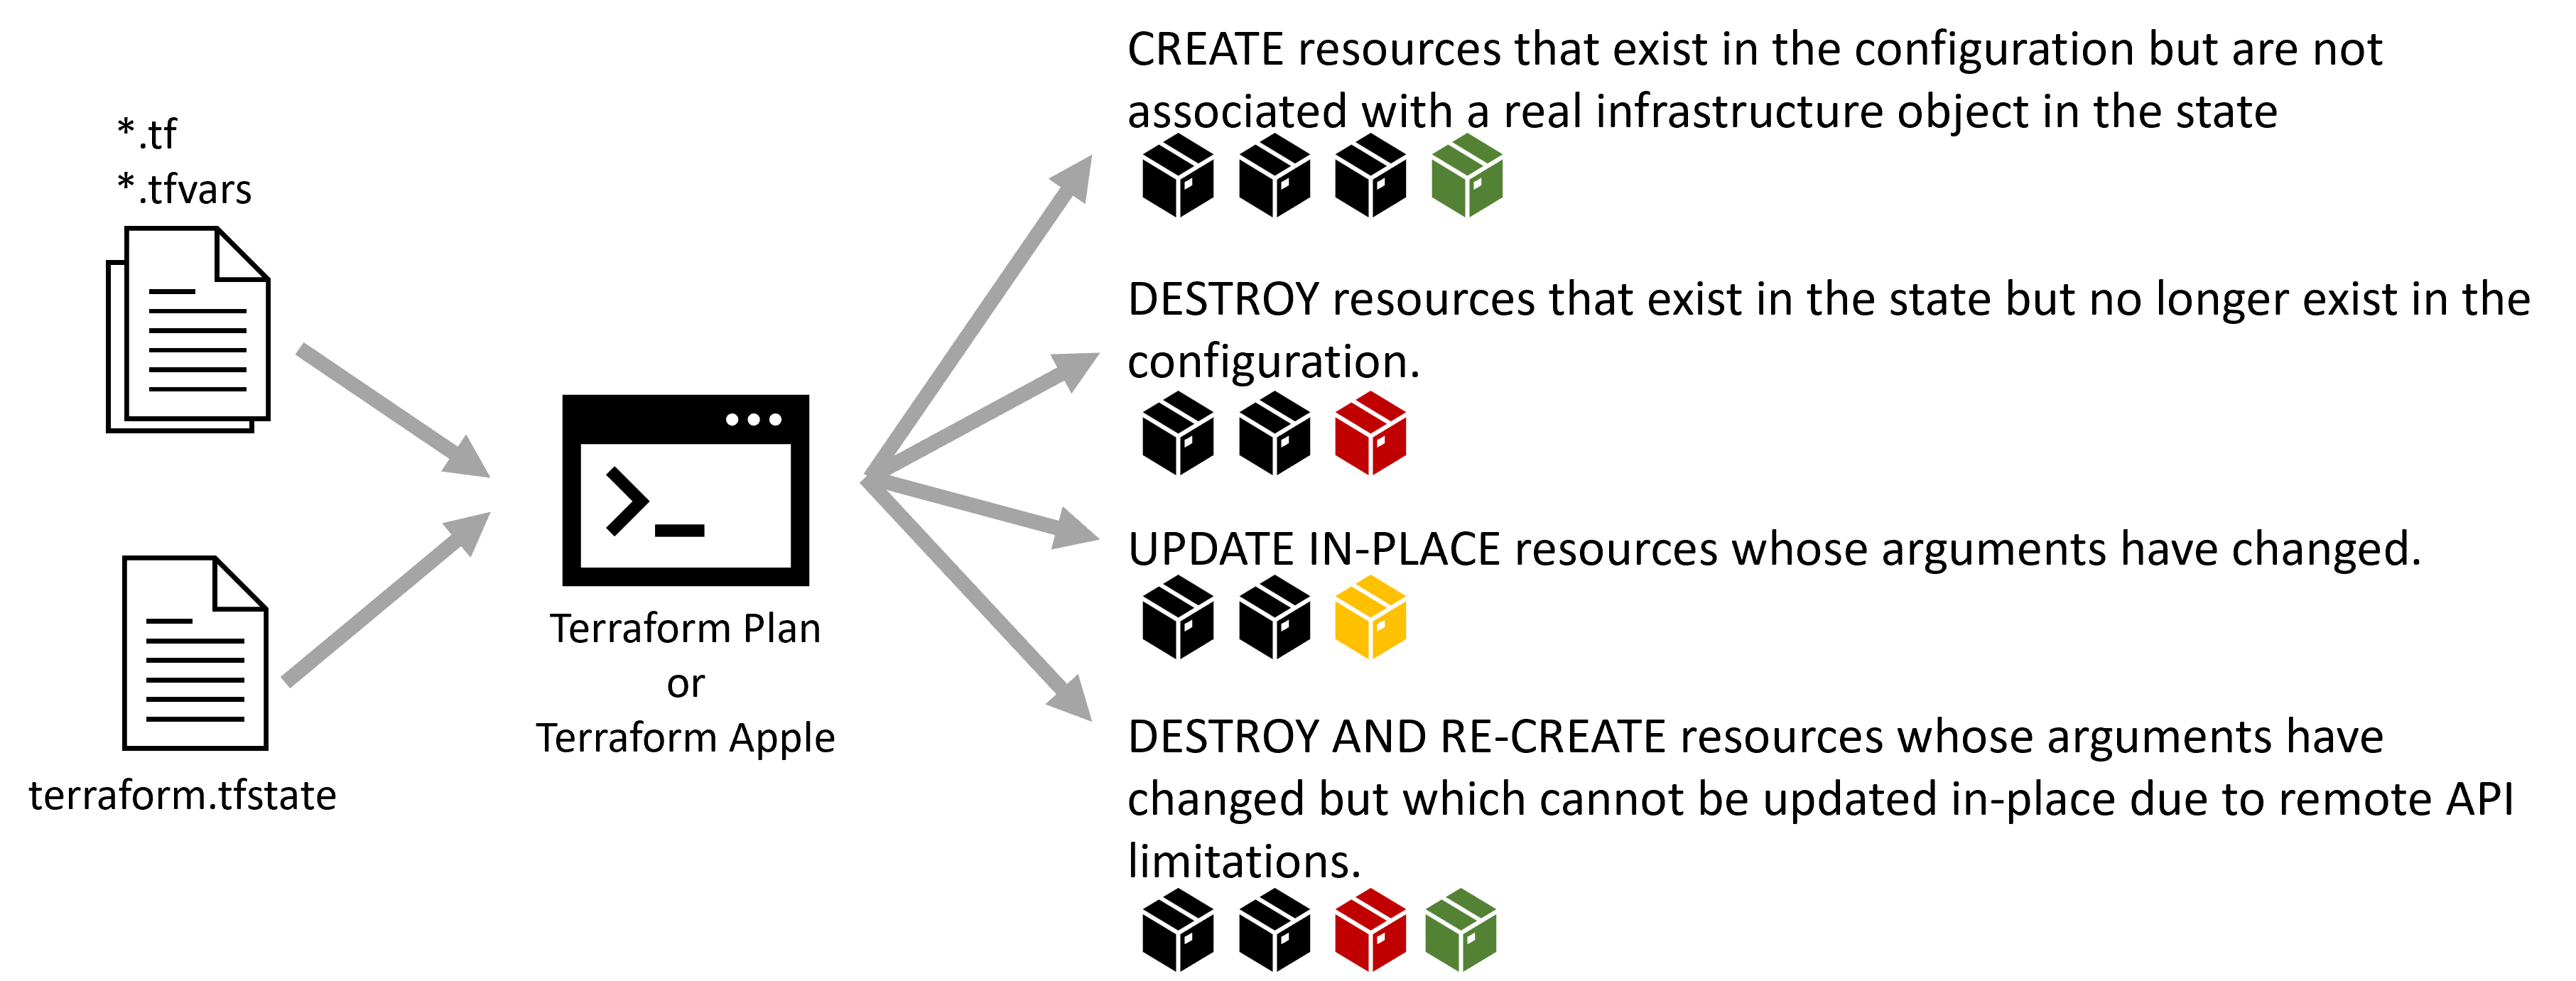 *.tf
*.tfvars
terraform.tfstate
>_
Terraform Plan
or
Terraform Apple
CREATE resources that exist in the configuration but are not
associated with a real infrastructure object in the state
DESTROY resources that exist in the state but no longer exist in the
configuration.
UPDATE IN-PLACE resources whose arguments have changed.
DESTROY AND RE-CREATE resources whose arguments have
changed but which cannot be updated in-place due to remote API
limitations.